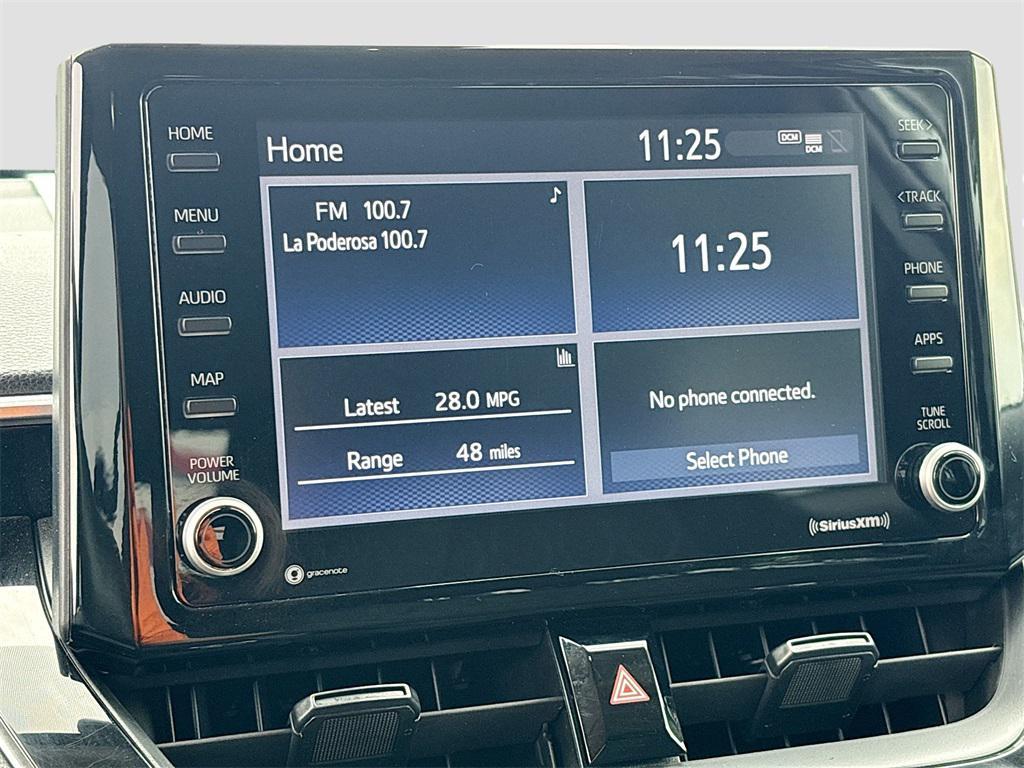 HOME
MENU
AUDIO
MAP
POWER
VOLUME
Home
11:25
DCM
DCM
FM 100.7
La Poderosa 100.7
11:25
Latest 28.0 MPG
Range 48 miles
No phone connected.
Select Phone
SEEK>
<TRACK
PHONE
APPS
TUNE
SCROLL
gracenote
((SiriusXM))